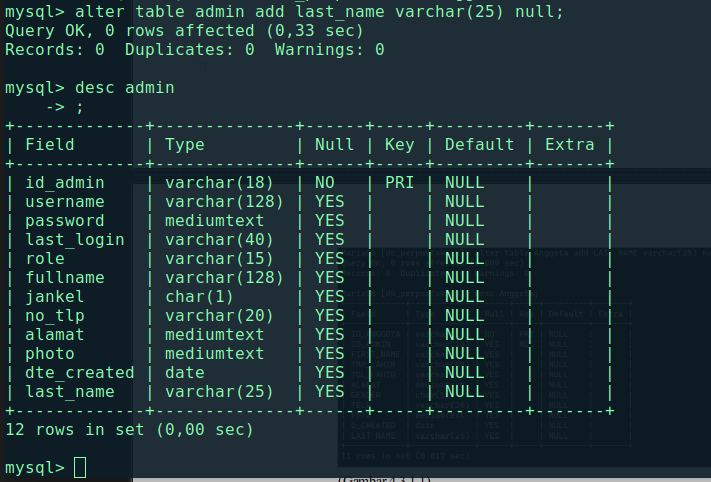 mysql> alter table admin add last_name varchar(25) null;
Query OK, 0 rows affected (0,33 sec)
Records: 0  Duplicates: 0  Warnings: 0

mysql> desc admin
    -> ;
+-------------+--------------+------+-----+---------+-------+
| Field       | Type         | Null | Key | Default | Extra |
+-------------+--------------+------+-----+---------+-------+
| id_admin    | varchar(18)  | NO   | PRI | NULL    |       |
| username    | varchar(128) | YES  |     | NULL    |       |
| password    | mediumtext   | YES  |     | NULL    |       |
| last_login  | varchar(40)  | YES  |     | NULL    |       |
| role        | varchar(15)  | YES  |     | NULL    |       |
| fullname    | varchar(128) | YES  |     | NULL    |       |
| jankel      | char(1)      | YES  |     | NULL    |       |
| no_tlp      | varchar(20)  | YES  |     | NULL    |       |
| alamat      | mediumtext   | YES  |     | NULL    |       |
| photo       | mediumtext   | YES  |     | NULL    |       |
| dte_created | date         | YES  |     | NULL    |       |
| last_name   | varchar(25)  | YES  |     | NULL    |       |
+-------------+--------------+------+-----+---------+-------+
12 rows in set (0,00 sec)

mysql>